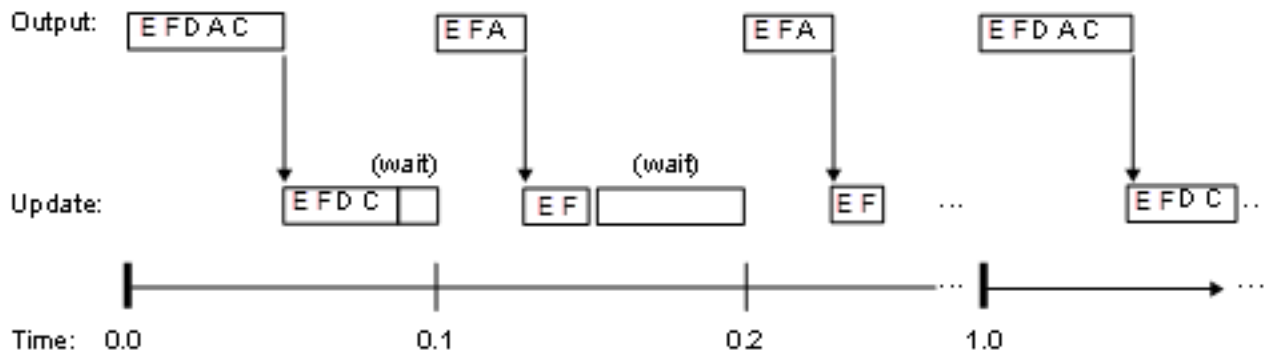 Output: E F D A C E F A E F A E F D A C
(wait) (wait)
Update: E F D C E F E F ... E F D C ..
... ...
Time: 0.0 0.1 0.2 1.0